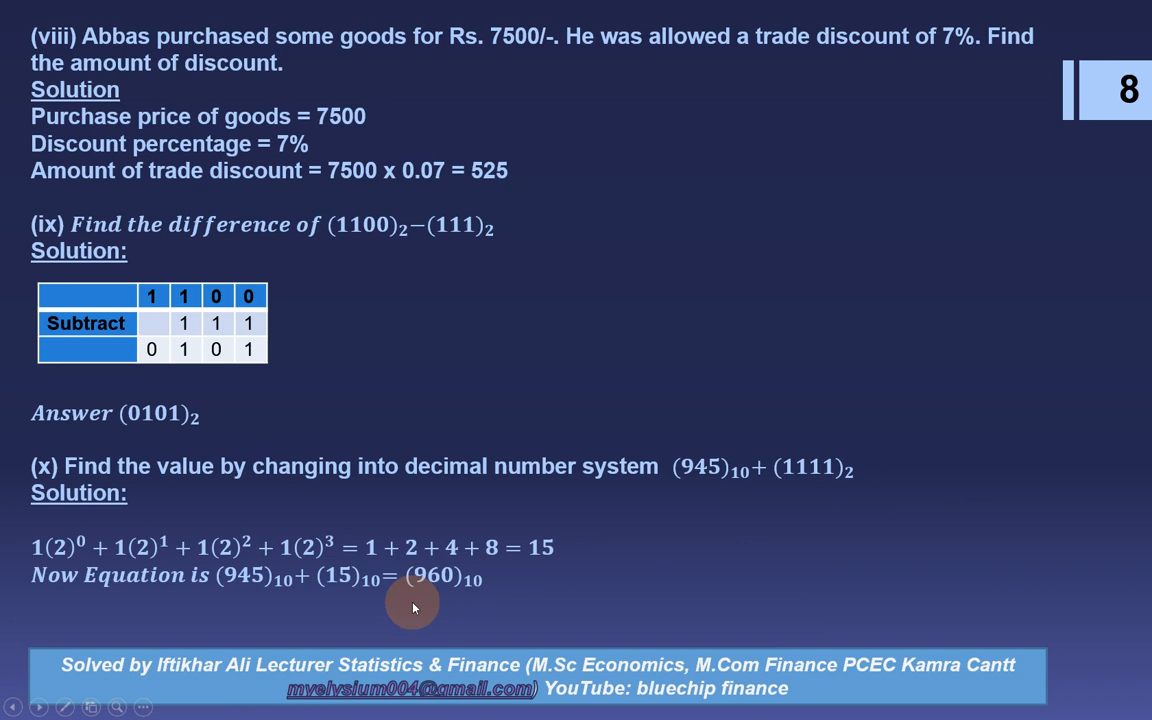 (viii) Abbas purchased some goods for Rs. 7500/-. He was allowed a trade discount of 7%. Find
the amount of discount.
8
Solution
Purchase price of goods = 7500
Discount percentage = 7%
Amount of trade discount = 7500 x 0.07 = 525
(ix) Find the difference of (1100)₂−(111)₂
Solution:
1 1 0 0
Subtract 1 1 1
0 1 0 1
Answer (0101)₂
(x) Find the value by changing into decimal number system (945)₁₀+ (1111)₂
Solution:
1(2)⁰ + 1(2)¹ + 1(2)² + 1(2)³ = 1 + 2 + 4 + 8 = 15
Now Equation is (945)₁₀+ (15)₁₀= (960)₁₀
Solved by Iftikhar Ali Lecturer Statistics & Finance (M.Sc Economics, M.Com Finance PCEC Kamra Cantt
myelysium004@gmail.com) YouTube: bluechip finance